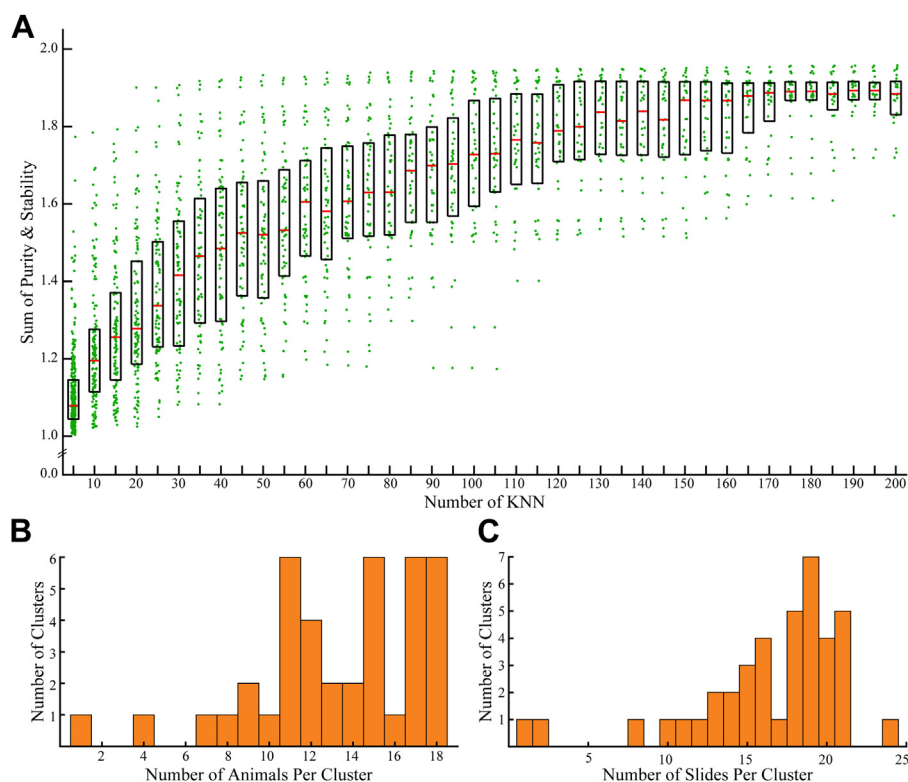 A
2.0
1.8
1.6
1.4
1.2
1.0
0.0
Sum of Purity & Stability
10 20 30 40 50 60 70 80 90 100 110 120 130 140 150 160 170 180 190 200
Number of KNN
B
6
5
4
3
2
1
Number of Clusters
2 4 6 8 10 12 14 16 18
Number of Animals Per Cluster
C
7
6
5
4
3
2
1
Number of Clusters
5 10 15 20 25
Number of Slides Per Cluster